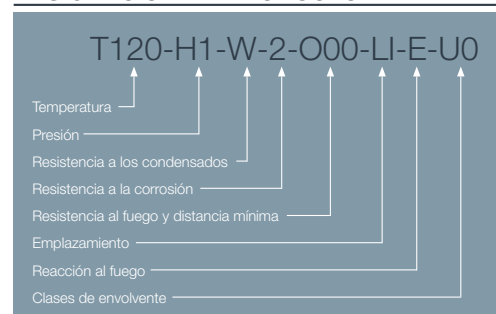 T120-H1-W-2-O00-LI-E-U0
Temperatura
Presión
Resistencia a los condensados
Resistencia a la corrosión
Resistencia al fuego y distancia mínima
Emplazamiento
Reacción al fuego
Clases de envolvente